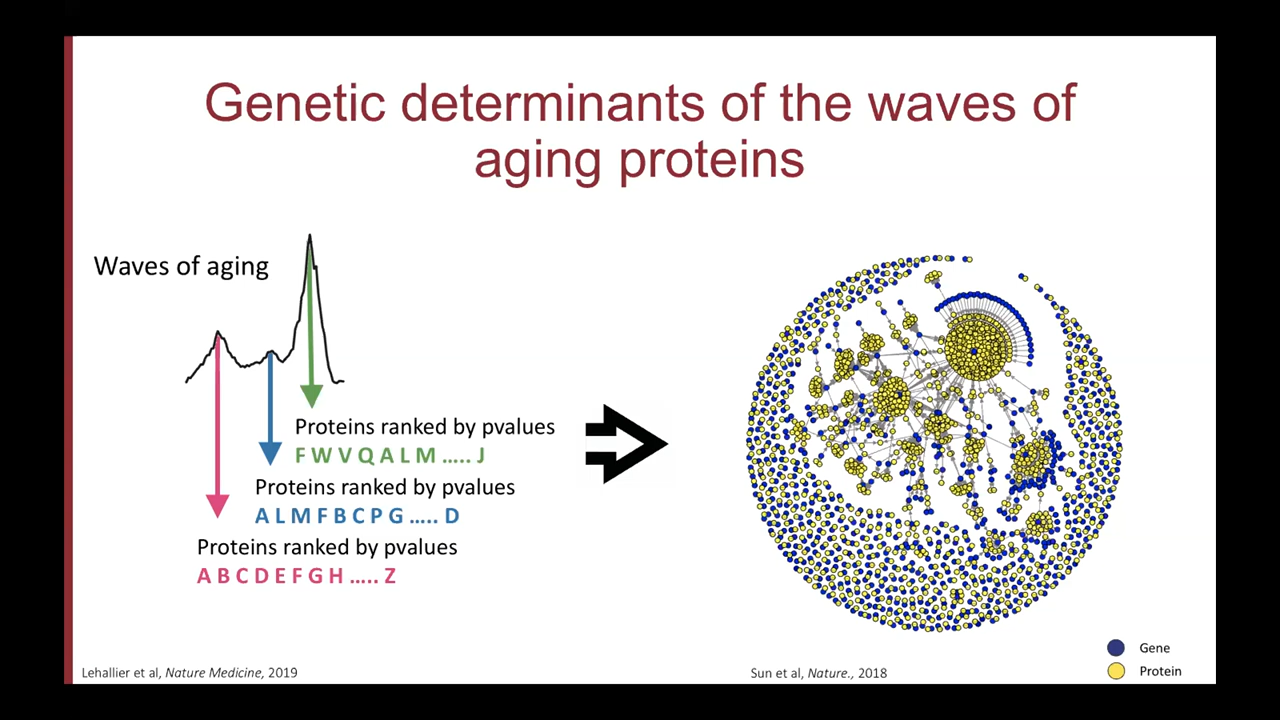 Genetic determinants of the waves of
aging proteins
Waves of aging
Proteins ranked by pvalues
F W V Q A L M ..... J
Proteins ranked by pvalues
A L M F B C P G ..... D
Proteins ranked by pvalues
A B C D E F G H ..... Z
Lehallier et al, Nature Medicine, 2019
Sun et al, Nature., 2018
Gene
Protein